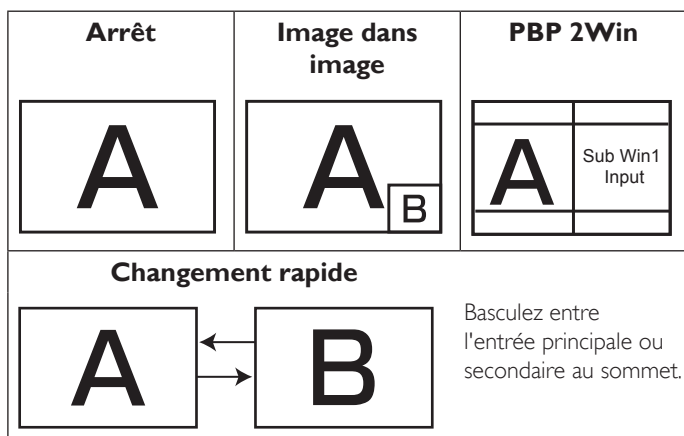 Arrêt
Image dans
image
PBP 2Win
A
A
B
A
Sub Win1
Input
Changement rapide
A
B
Basculez entre
l'entrée principale ou
secondaire au sommet.